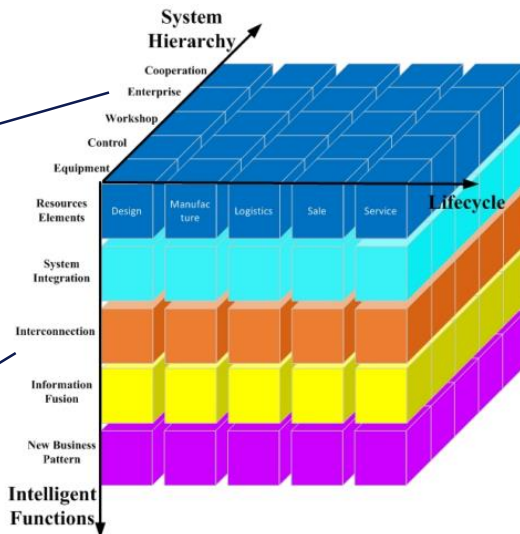 System
Hierarchy
Cooperation
Enterprise
Workshop
Control
Equipment
Lifecycle
Resources
Elements
Design
Manufac
ture
Logistics
Sale
Service
System
Integration
Interconnection
Information
Fusion
New Business
Pattern
Intelligent
Functions